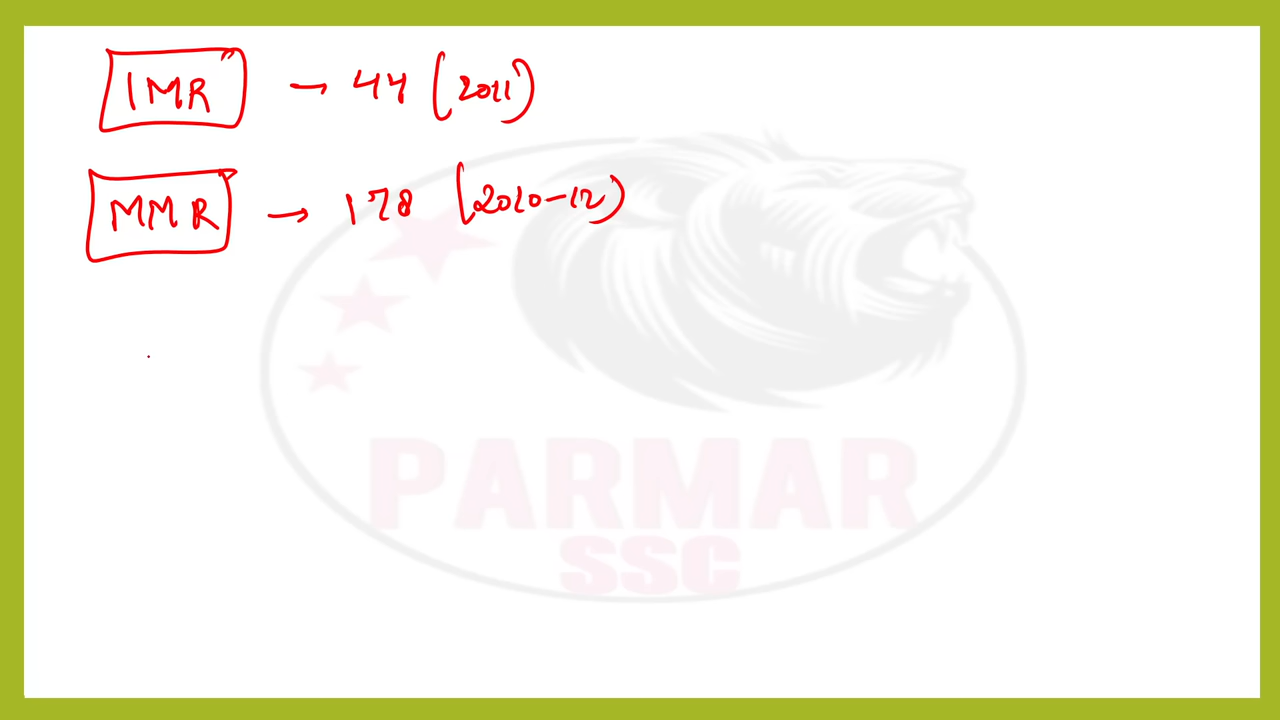 IMR → 44 (2011)
MMR → 178 (2010-12)
PARMAR
SSC